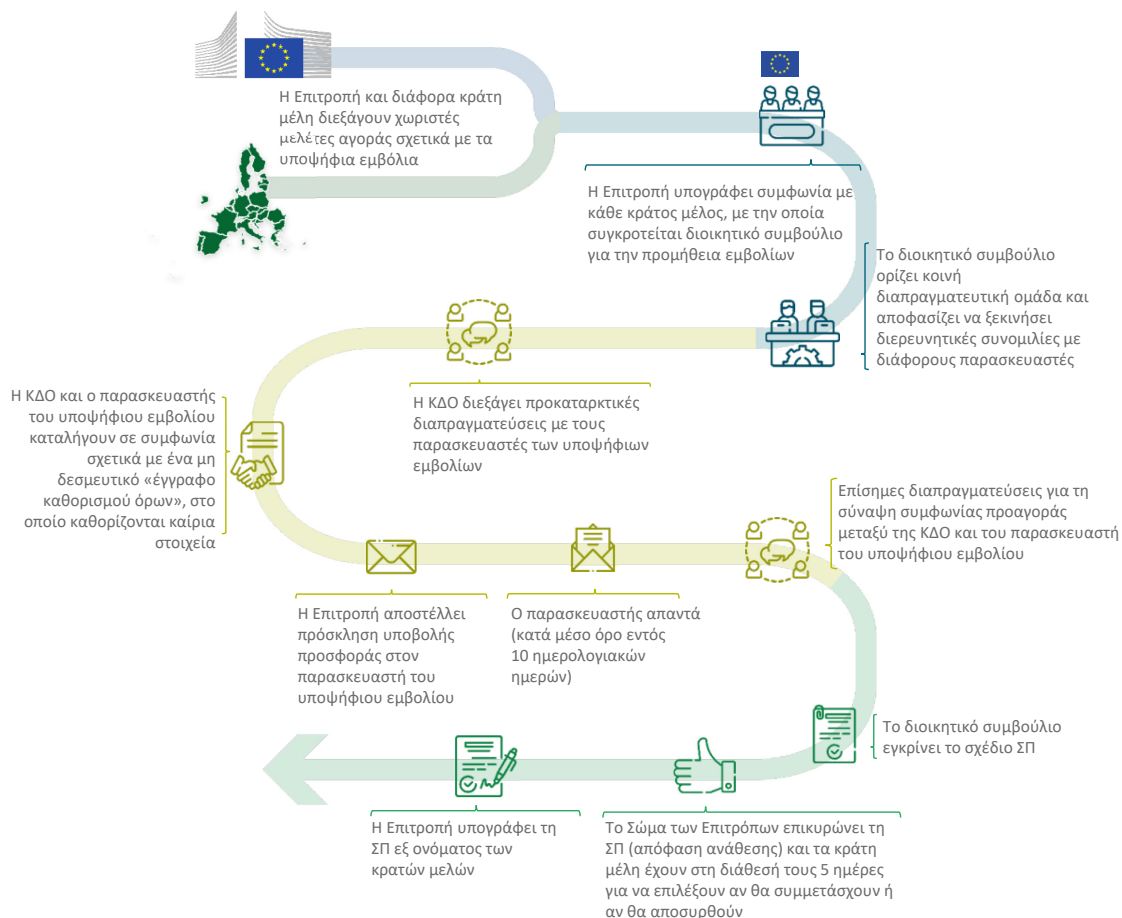 Η Επιτροπή και διάφορα κράτη
μέλη διεξάγουν χωριστές
μελέτες αγοράς σχετικά με τα
υποψήφια εμβόλια
Η Επιτροπή υπογράφει συμφωνία με
κάθε κράτος μέλος, με την οποία
συγκροτείται διοικητικό συμβούλιο
για την προμήθεια εμβολίων
Το διοικητικό συμβούλιο
ορίζει κοινή
διαπραγματευτική ομάδα και
αποφασίζει να ξεκινήσει
διερευνητικές συνομιλίες με
διάφορους παρασκευαστές
Η ΚΔΟ διεξάγει προκαταρκτικές
διαπραγματεύσεις με τους
παρασκευαστές των υποψήφιων
εμβολίων
Η ΚΔΟ και ο παρασκευαστής
του υποψήφιου εμβολίου
καταλήγουν σε συμφωνία
σχετικά με ένα μη
δεσμευτικό «έγγραφο
καθορισμού όρων», στο
οποίο καθορίζονται καίρια
στοιχεία
Η Επιτροπή αποστέλλει
πρόσκληση υποβολής
προσφοράς στον
παρασκευαστή του
υποψήφιου εμβολίου
Ο παρασκευαστής απαντά
(κατά μέσο όρο εντός
10 ημερολογιακών
ημερών)
Επίσημες διαπραγματεύσεις για τη
σύναψη συμφωνίας προαγοράς
μεταξύ της ΚΔΟ και του παρασκευαστή
του υποψήφιου εμβολίου
Το διοικητικό συμβούλιο
εγκρίνει το σχέδιο ΣΠ
Το Σώμα των Επιτρόπων επικυρώνει τη
ΣΠ (απόφαση ανάθεσης) και τα κράτη
μέλη έχουν στη διάθεσή τους 5 ημέρες
για να επιλέξουν αν θα συμμετάσχουν ή
αν θα αποσυρθούν
Η Επιτροπή υπογράφει τη
ΣΠ εξ ονόματος των
κρατών μελών